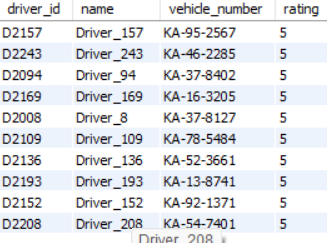 driver_id name vehicle_number rating
D2157 Driver_157 KA-95-2567 5
D2243 Driver_243 KA-46-2285 5
D2094 Driver_94 KA-37-8402 5
D2169 Driver_169 KA-16-3205 5
D2008 Driver_8 KA-37-8127 5
D2109 Driver_109 KA-78-5484 5
D2136 Driver_136 KA-52-3661 5
D2193 Driver_193 KA-13-8741 5
D2152 Driver_152 KA-92-1371 5
D2208 Driver_208 KA-54-7401 5
Driver_208